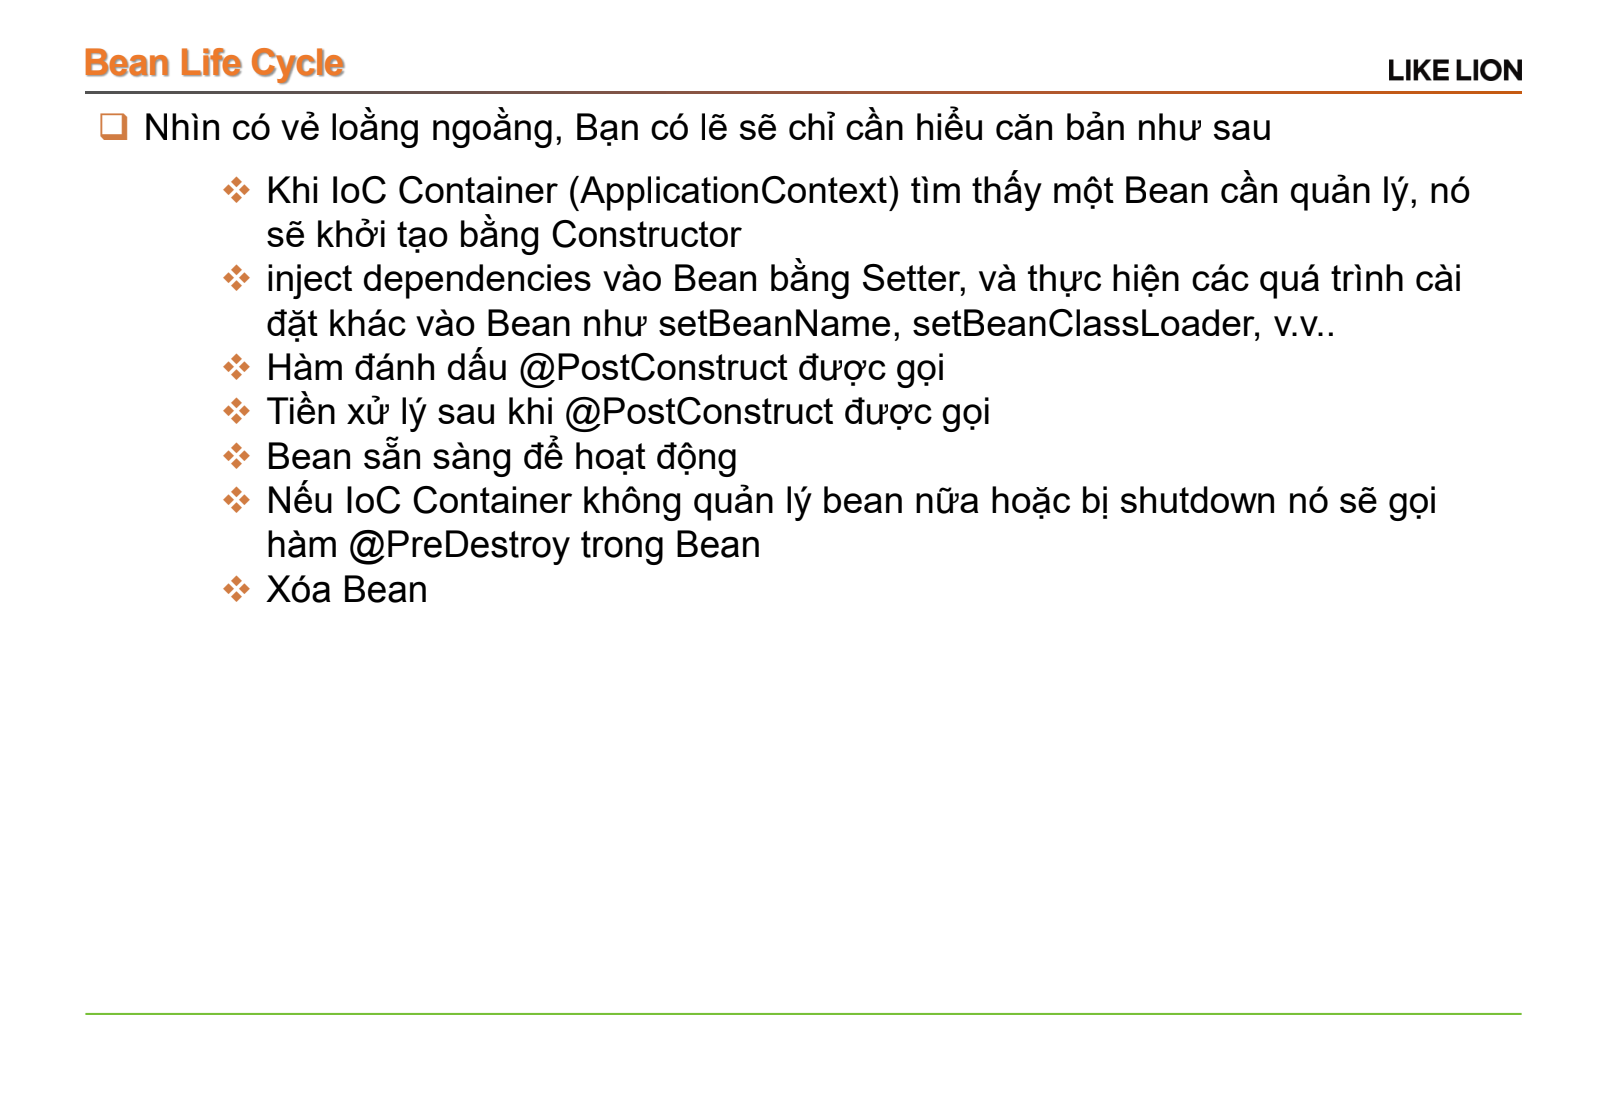 Bean Life Cycle
LIKE LION
Nhìn có vẻ loằng ngoằng, Bạn có lẽ sẽ chỉ cần hiểu căn bản như sau
Khi IoC Container (ApplicationContext) tìm thấy một Bean cần quản lý, nó
sẽ khởi tạo bằng Constructor
inject dependencies vào Bean bằng Setter, và thực hiện các quá trình cài
đặt khác vào Bean như setBeanName, setBeanClassLoader, v.v..
Hàm đánh dấu @PostConstruct được gọi
Tiền xử lý sau khi @PostConstruct được gọi
Bean sẵn sàng để hoạt động
Nếu IoC Container không quản lý bean nữa hoặc bị shutdown nó sẽ gọi
hàm @PreDestroy trong Bean
Xóa Bean